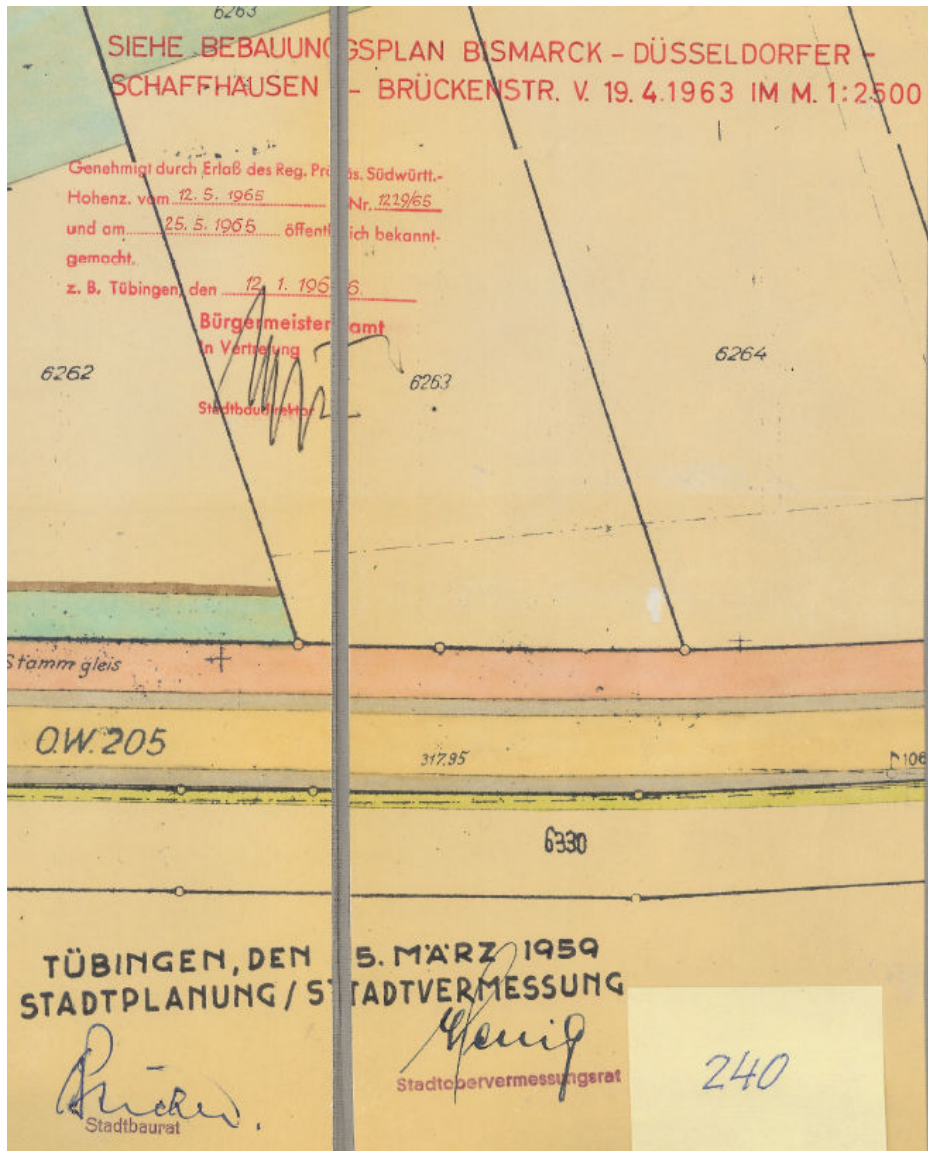 6263
SIEHE BEBAUUNGSPLAN BISMARCK - DÜSSELDORFER -
SCHAFFHAUSEN - BRÜCKENSTR. V. 19.4.1963 IM M. 1:2500
Genehmigt durch Erlaß des Reg. Präs. Südwürtt.-
Hohenz. vom 12. 5. 1965 Nr. 1229/65
und am 25. 5. 1965 öffentlich bekannt-
gemacht.
z. B. Tübingen, den 12. 1. 1966.
Bürgermeisteramt
In Vertretung
Stadtbaudirektor
6262
6263
6264
Stammgleis
O.W. 205
317.95
106
6330
TÜBINGEN, DEN 5. MÄRZ 1959
STADTPLANUNG / STADTVERMESSUNG
Stadtobervermessungsrat
Stadtbaurat
240